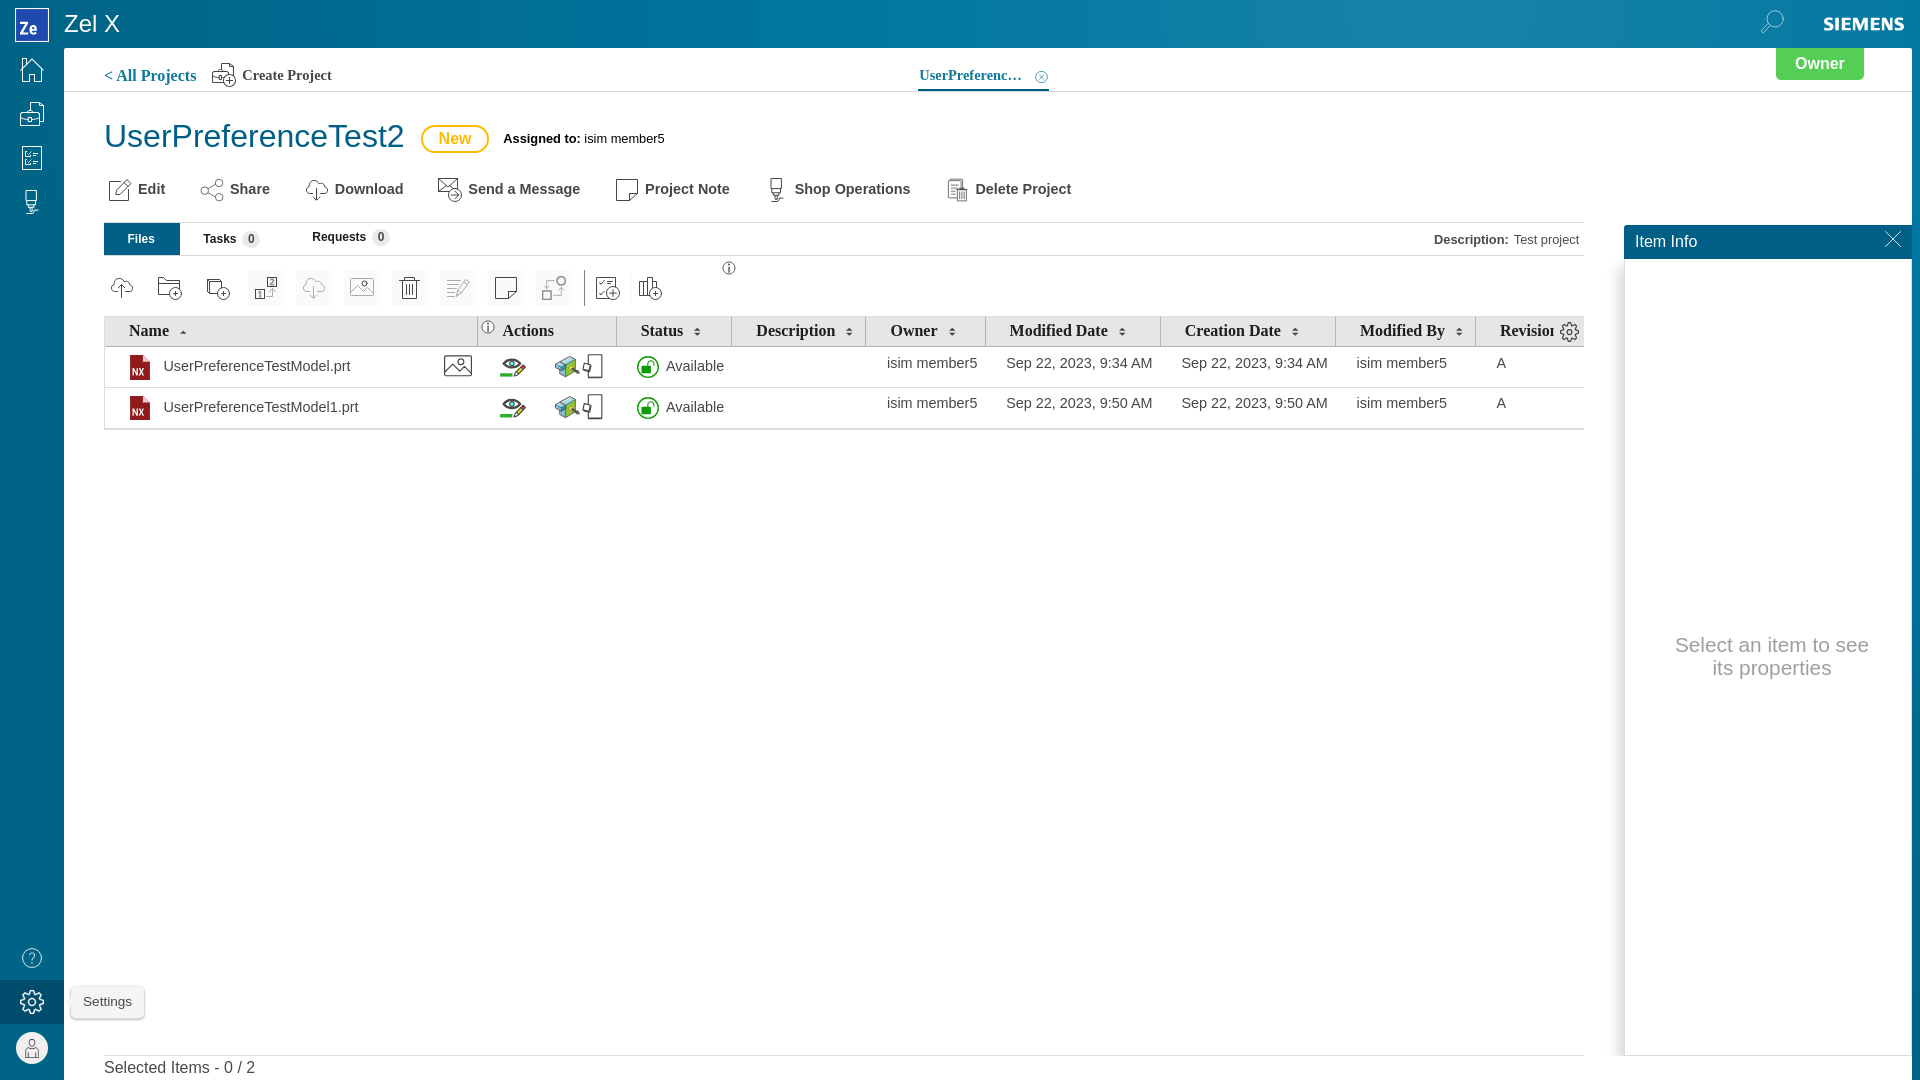 Ze Zel X
SIEMENS
< All Projects Create Project UserPreferenc... Owner
UserPreferenceTest2 New Assigned to: isim member5
Edit Share Download Send a Message Project Note Shop Operations Delete Project
Files Tasks 0 Requests 0 Description: Test project
Item Info
1 2
Name Actions Status Description Owner Modified Date Creation Date Modified By Revision
NX UserPreferenceTestModel.prt Available isim member5 Sep 22, 2023, 9:34 AM Sep 22, 2023, 9:34 AM isim member5 A
NX UserPreferenceTestModel1.prt Available isim member5 Sep 22, 2023, 9:50 AM Sep 22, 2023, 9:50 AM isim member5 A
Select an item to see
its properties
?
Settings
Selected Items - 0 / 2